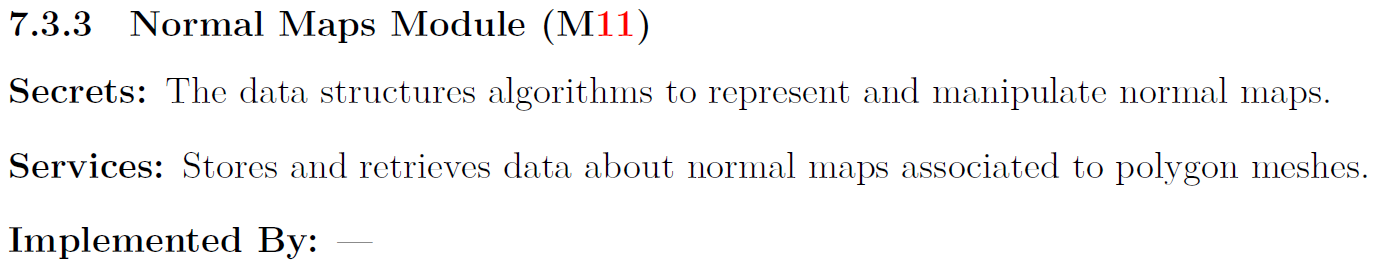 7.3.3 Normal Maps Module (M11)
Secrets: The data structures algorithms to represent and manipulate normal maps.
Services: Stores and retrieves data about normal maps associated to polygon meshes.
Implemented By: —